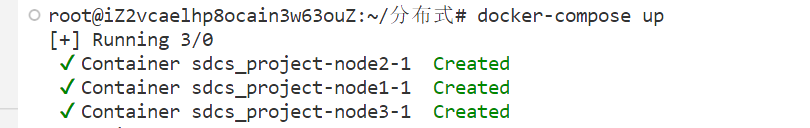 root@iZ2vcaelhp8ocain3w63ouZ:~/分布式# docker-compose up
[+] Running 3/0
✓ Container sdcs_project-node2-1 Created
✓ Container sdcs_project-node1-1 Created
✓ Container sdcs_project-node3-1 Created